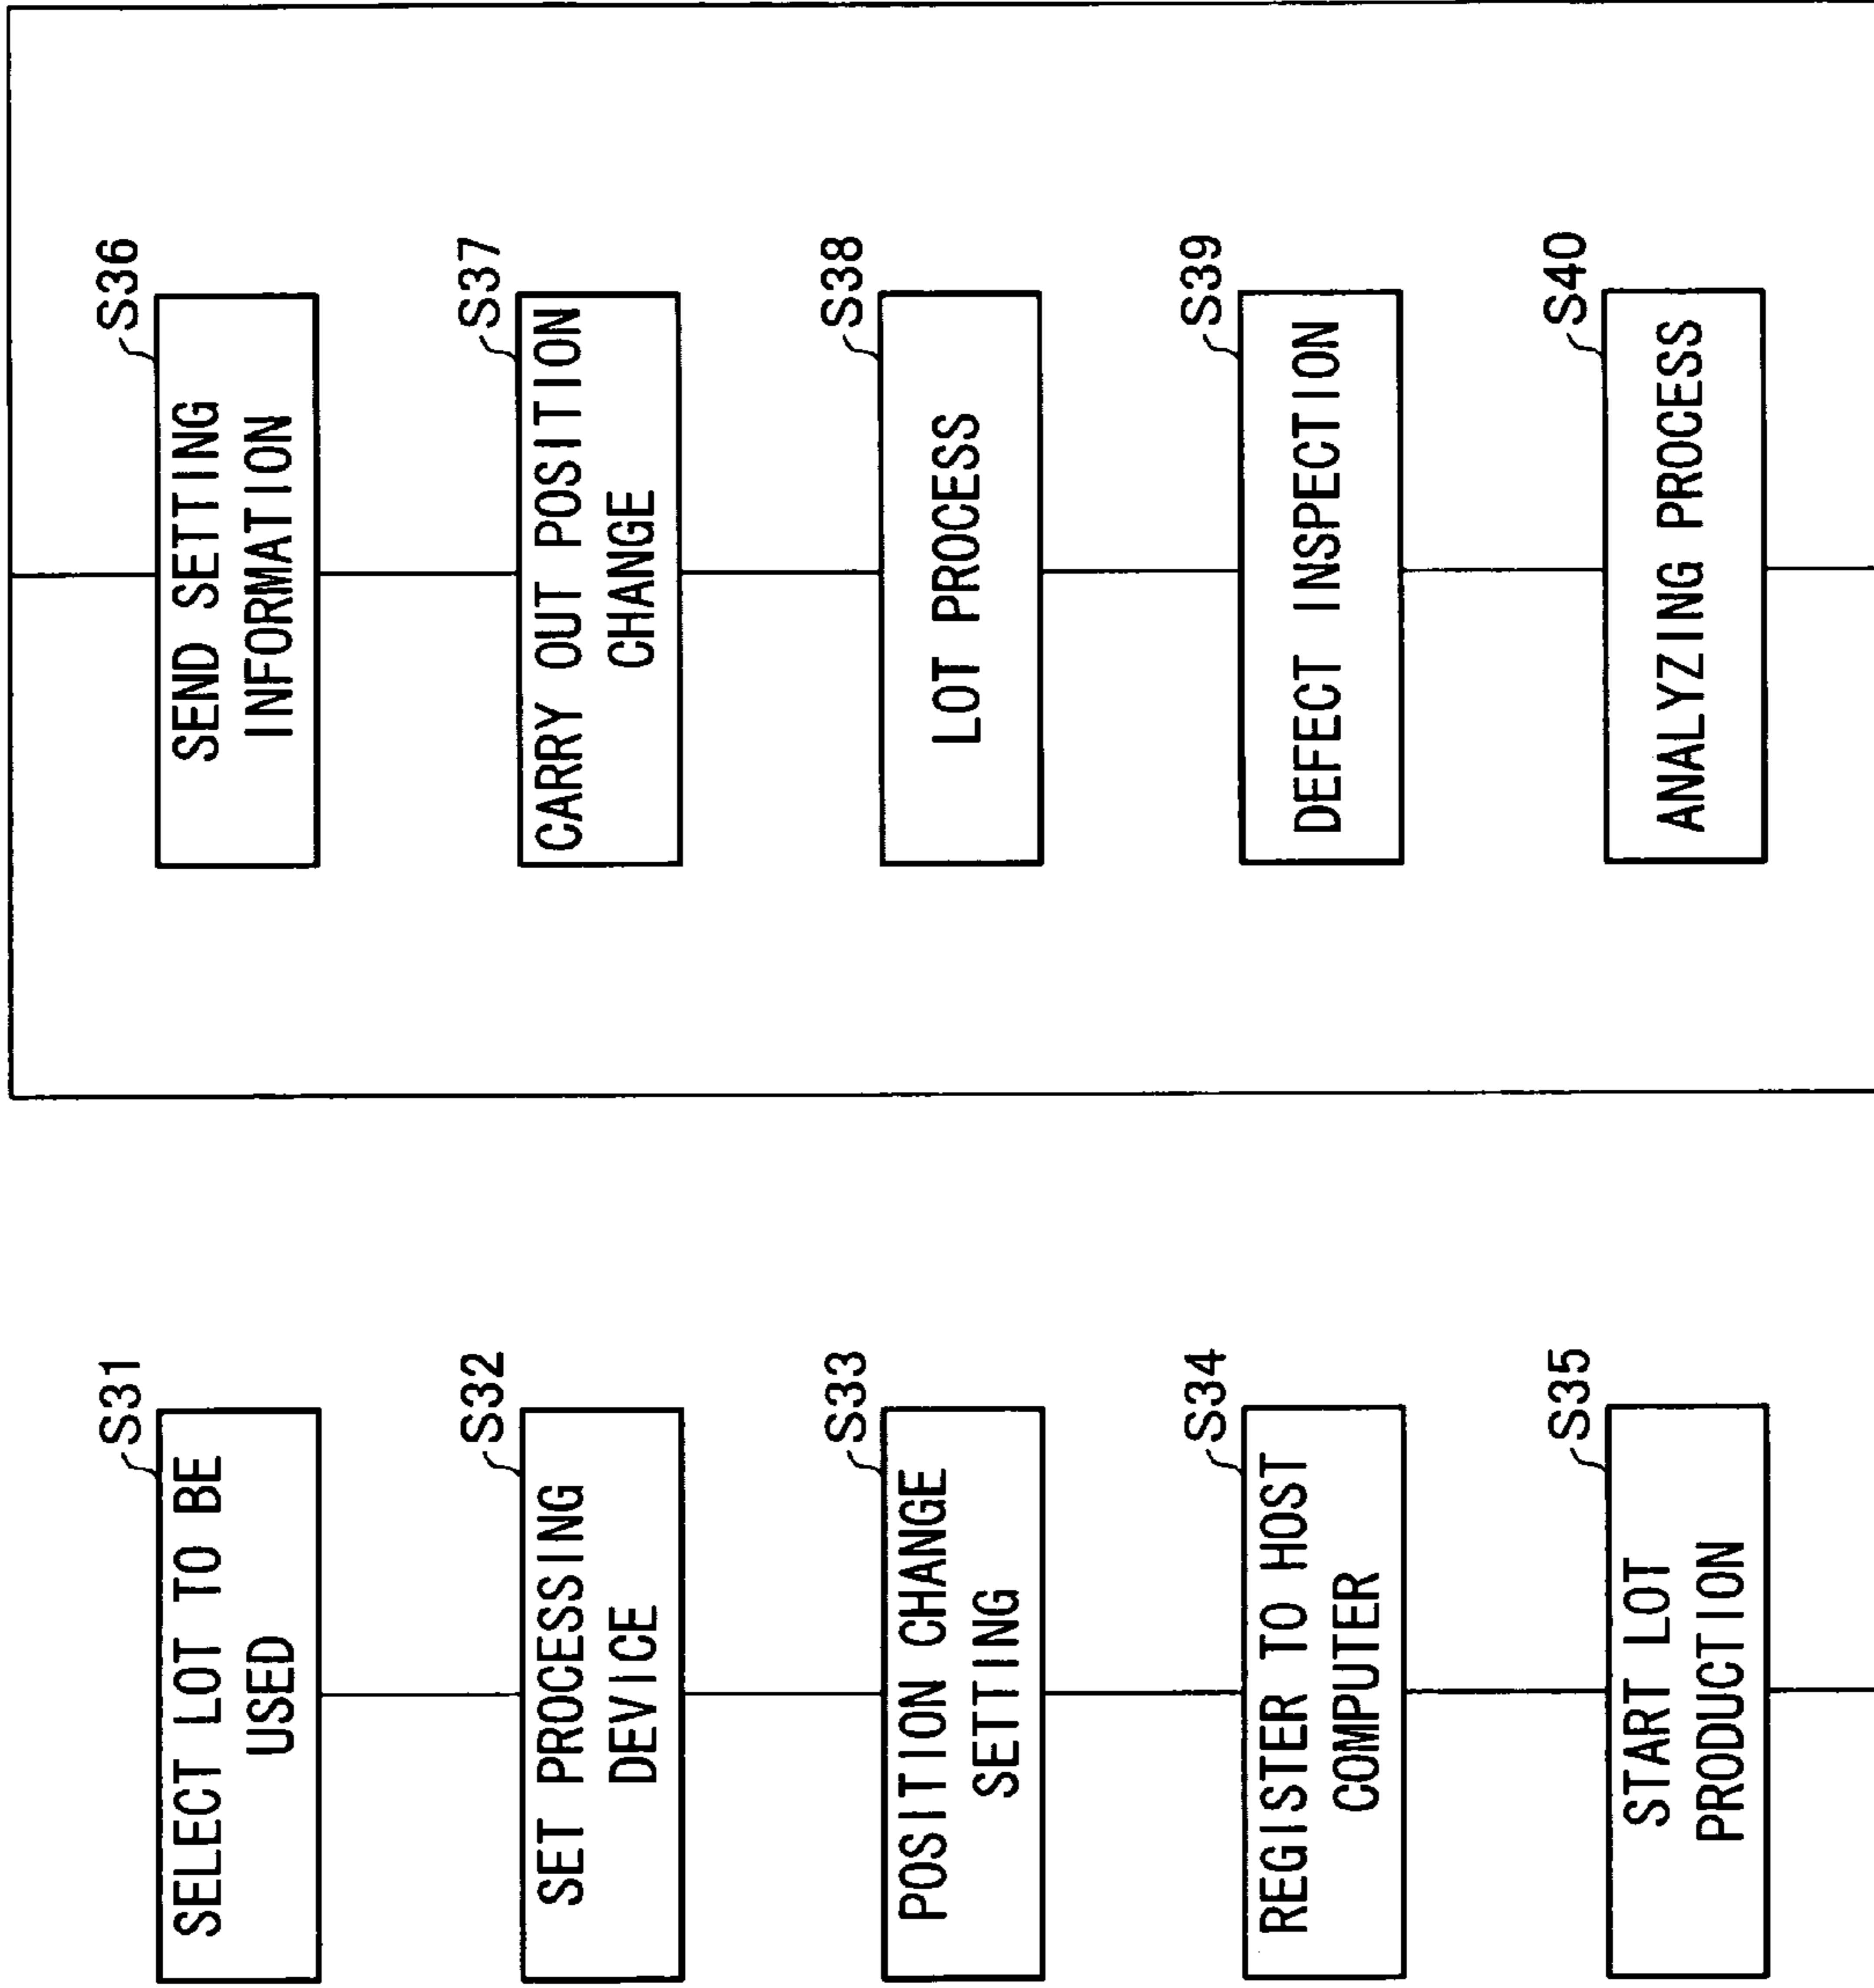 S31
SELECT LOT TO BE
USED
S32
SET PROCESSING
DEVICE
S33
POSITION CHANGE
SETTING
S34
REGISTER TO HOST
COMPUTER
S35
START LOT
PRODUCTION
S36
SEND SETTING
INFORMATION
S37
CARRY OUT POSITION
CHANGE
S38
LOT PROCESS
S39
DEFECT INSPECTION
S40
ANALYZING PROCESS